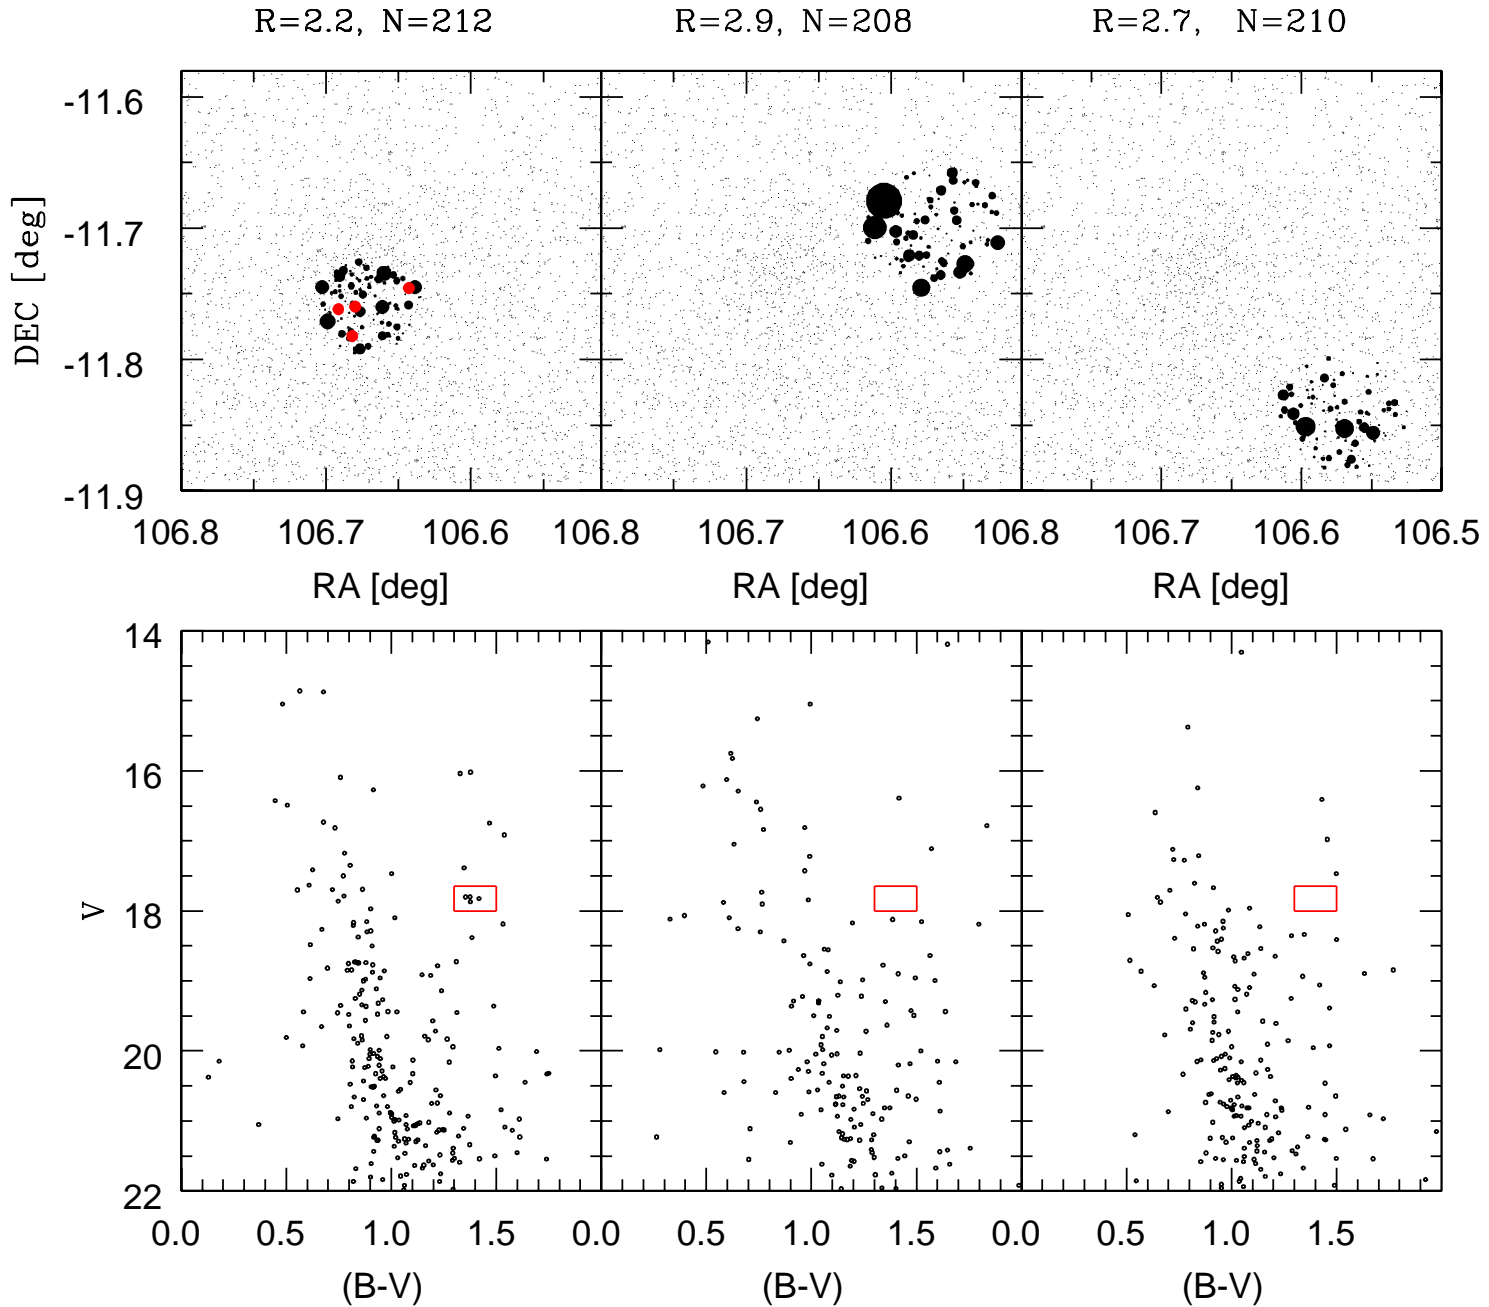 R=2.2, N=212 R=2.9, N=208 R=2.7, N=210
-11.6
-11.7
DEC [deg]
-11.8
-11.9
106.8 106.7 106.6 106.8 106.7 106.6 106.8 106.7 106.6 106.5
RA [deg] RA [deg] RA [deg]
14
16
V
18
20
22
0.0 0.5 1.0 1.5 0.0 0.5 1.0 1.5 0.0 0.5 1.0 1.5
(B-V) (B-V) (B-V)